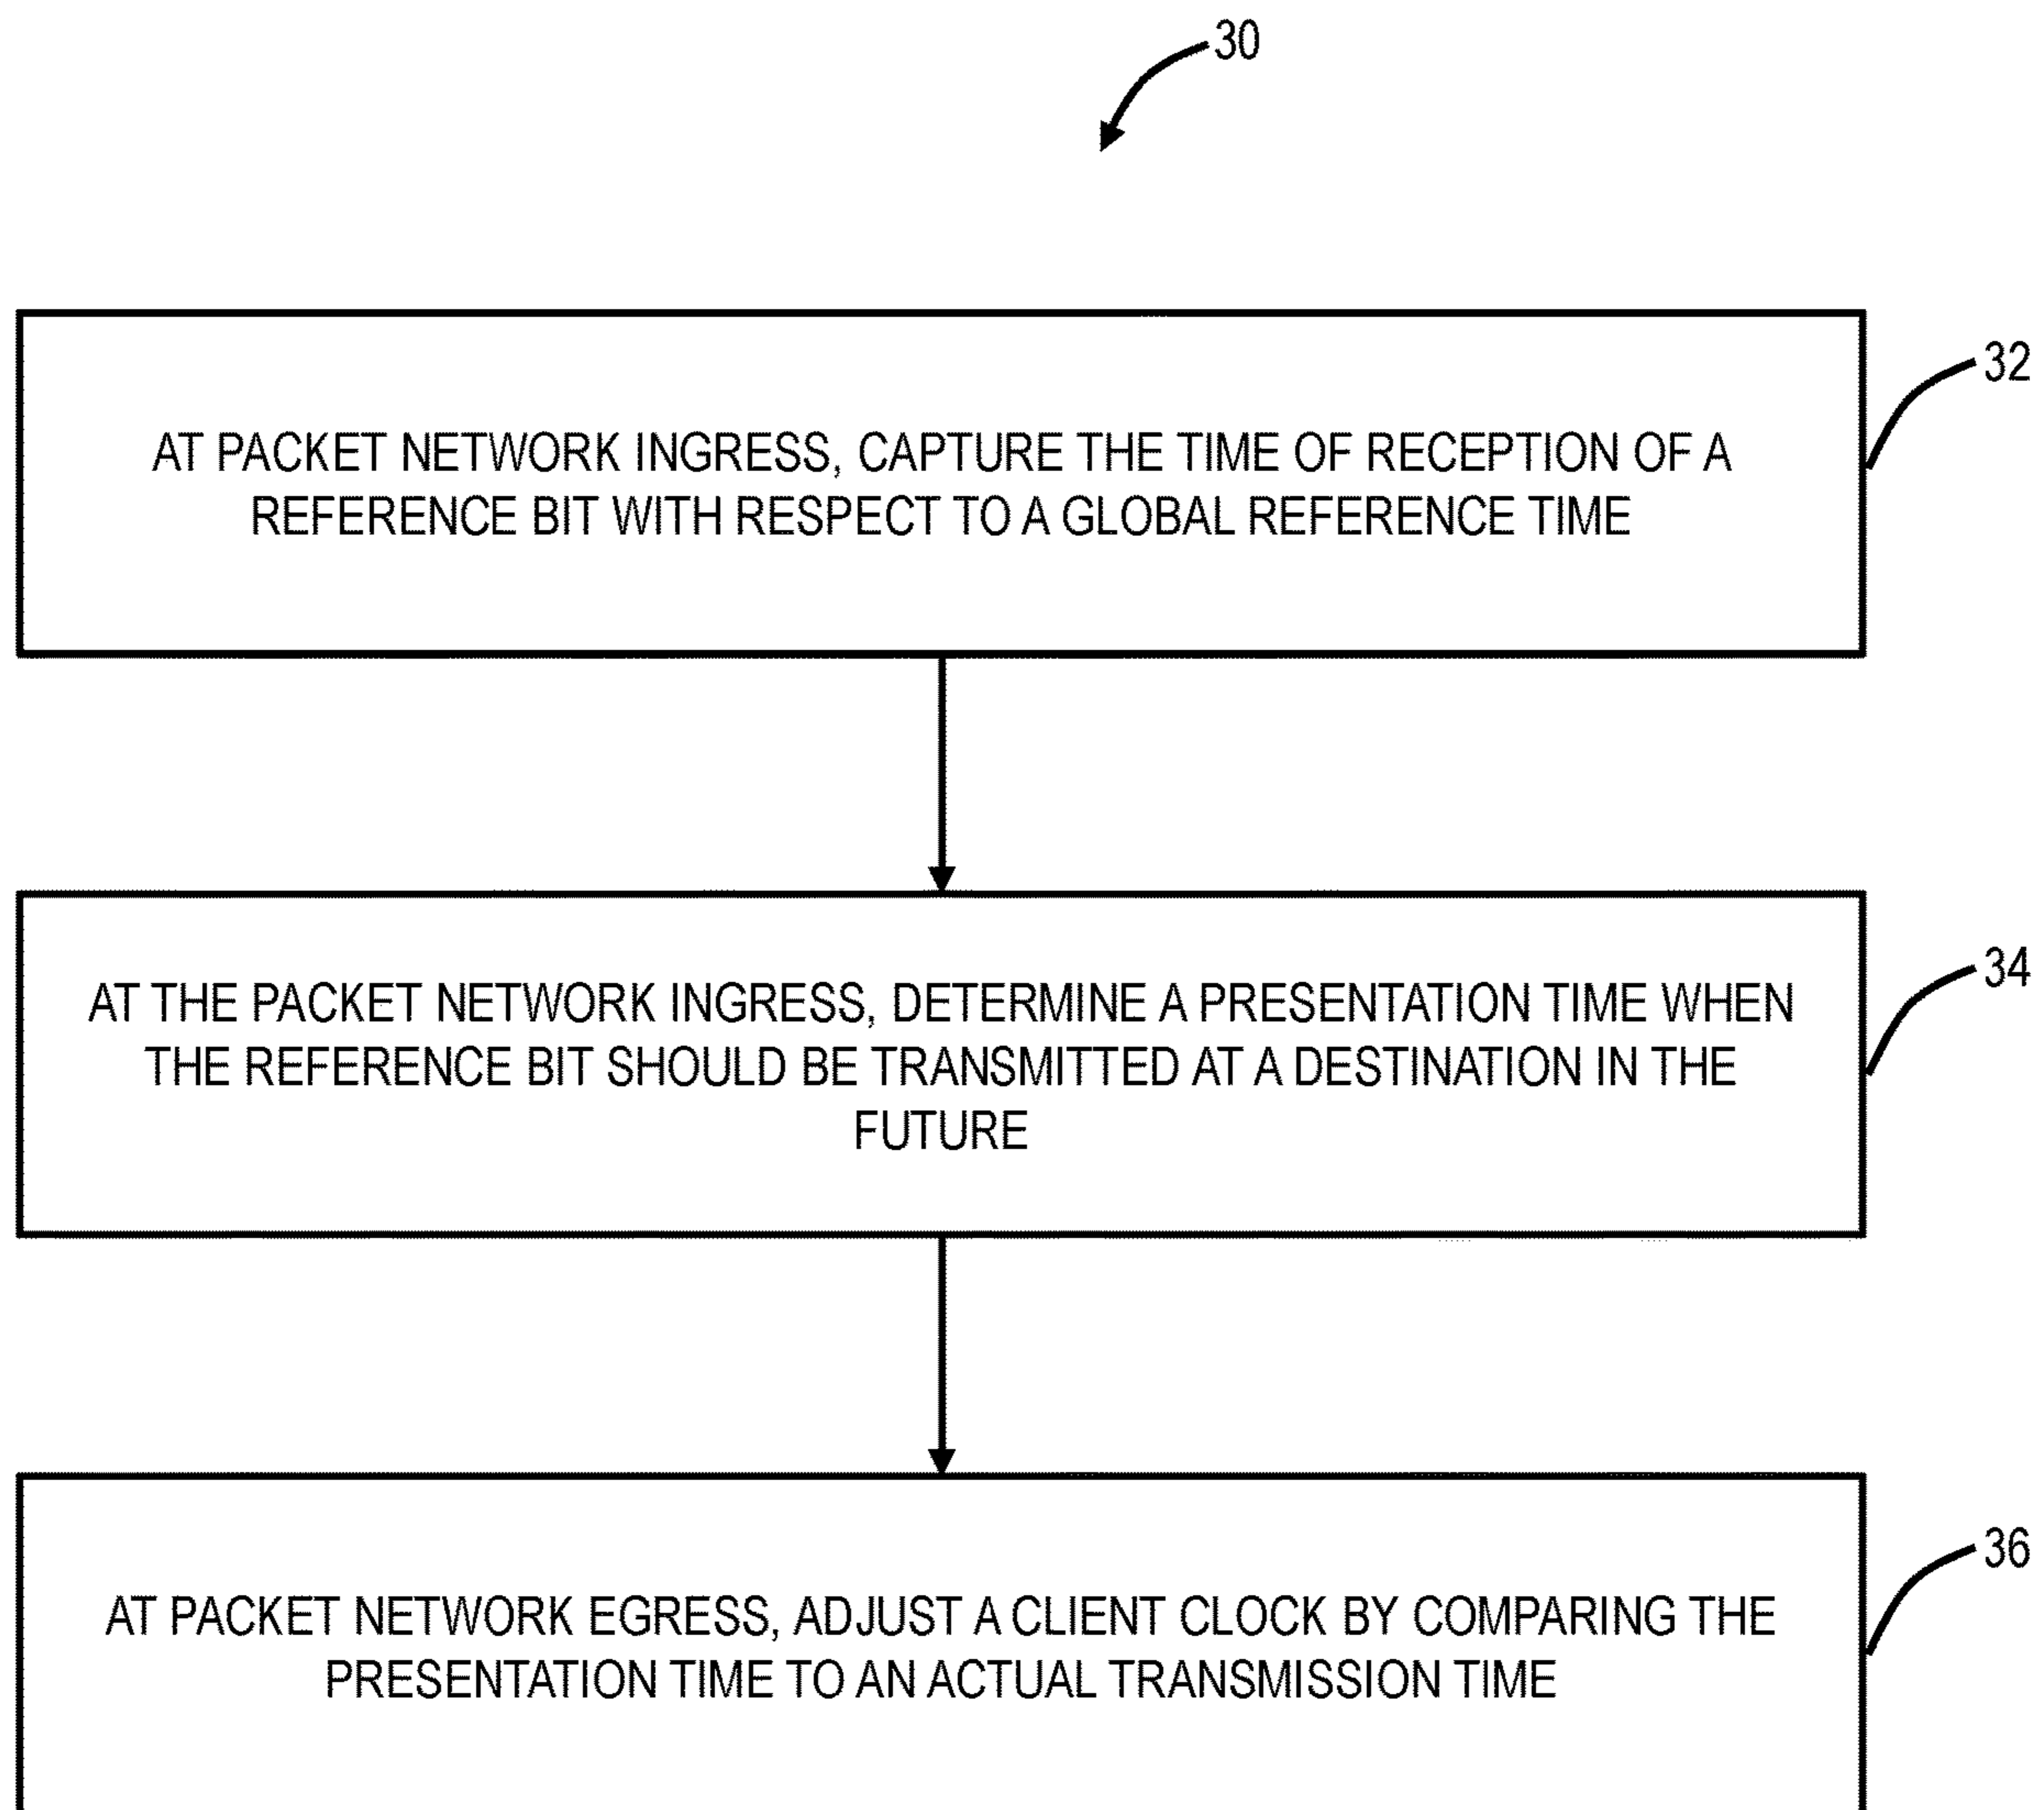 30
32
AT PACKET NETWORK INGRESS, CAPTURE THE TIME OF RECEPTION OF A
REFERENCE BIT WITH RESPECT TO A GLOBAL REFERENCE TIME
34
AT THE PACKET NETWORK INGRESS, DETERMINE A PRESENTATION TIME WHEN
THE REFERENCE BIT SHOULD BE TRANSMITTED AT A DESTINATION IN THE
FUTURE
36
AT PACKET NETWORK EGRESS, ADJUST A CLIENT CLOCK BY COMPARING THE
PRESENTATION TIME TO AN ACTUAL TRANSMISSION TIME